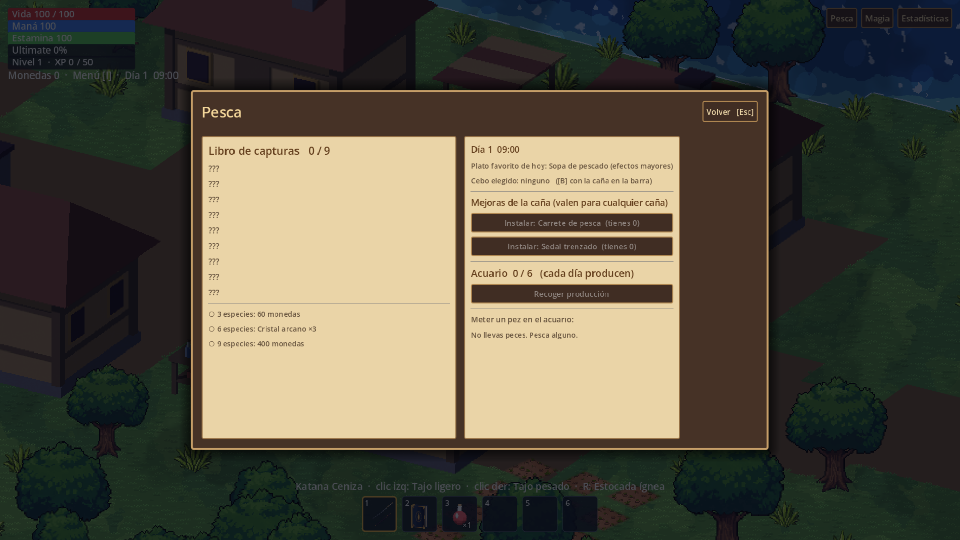 Vida 100 / 100
Maná 100
Estamina 100
Ultimate 0%
Nivel 1 · XP 0 / 50
Monedas 0 · Menú [I] · Día 1 09:00
Pesca
Magia
Estadísticas
Pesca
Volver [Esc]
Libro de capturas 0 / 9
???
???
???
???
???
???
???
???
???
3 especies: 60 monedas
6 especies: Cristal arcano ×3
9 especies: 400 monedas
Día 1 09:00
Plato favorito de hoy: Sopa de pescado (efectos mayores)
Cebo elegido: ninguno ([B] con la caña en la barra)
Mejoras de la caña (valen para cualquier caña)
Instalar: Carrete de pesca (tienes 0)
Instalar: Sedal trenzado (tienes 0)
Acuario 0 / 6 (cada día producen)
Recoger producción
Meter un pez en el acuario:
No llevas peces. Pesca alguno.
Katana Ceniza · clic izq: Tajo ligero · clic der: Tajo pesado · R: Estocada ígnea
1
2
3
×1
4
5
6